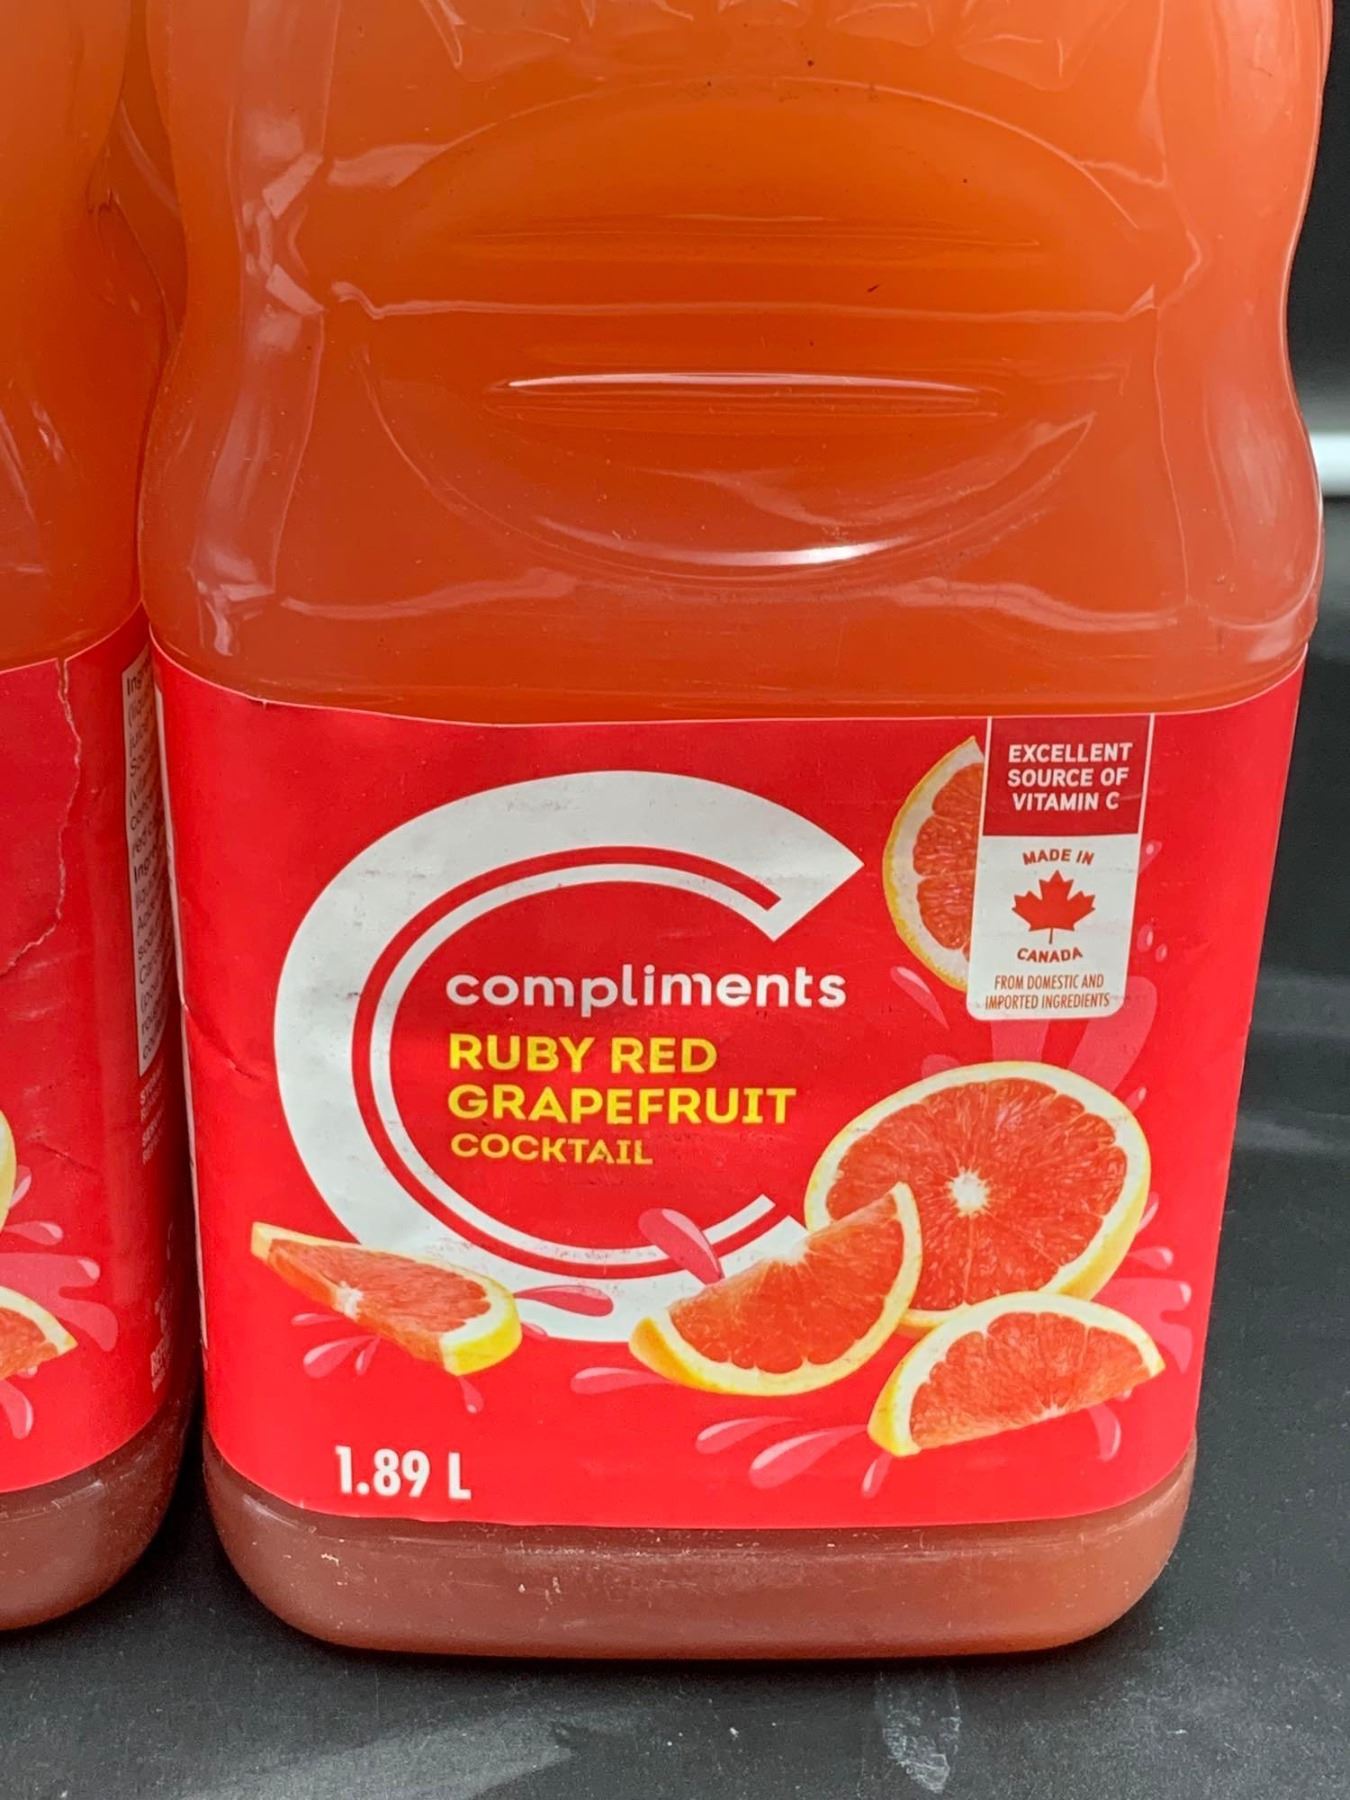 EXCELLENT
SOURCE OF
VITAMIN C
MADE IN
CANADA
FROM DOMESTIC AND
IMPORTED INGREDIENTS
compliments
RUBY RED
GRAPEFRUIT
COCKTAIL
1.89 L